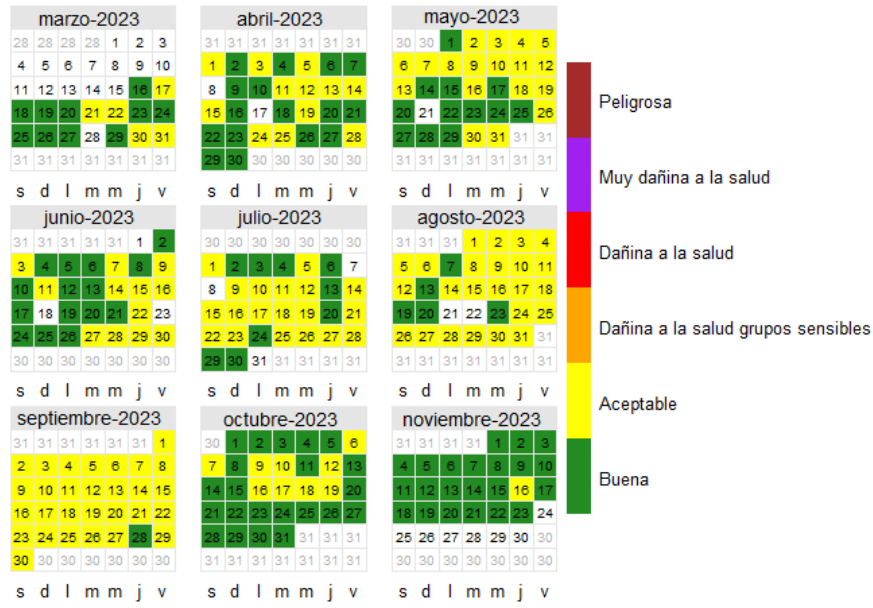 marzo-2023
28 28 28 28 1 2 3
4 5 6 7 8 9 10
11 12 13 14 15 16 17
18 19 20 21 22 23 24
25 26 27 28 29 30 31
31 31 31 31 31 31 31
s d l m m j v
abril-2023
31 31 31 31 31 31 31
1 2 3 4 5 6 7
8 9 10 11 12 13 14
15 16 17 18 19 20 21
22 23 24 25 26 27 28
29 30 30 30 30 30 30
s d l m m j v
mayo-2023
30 30 1 2 3 4 5
6 7 8 9 10 11 12
13 14 15 16 17 18 19
20 21 22 23 24 25 26
27 28 29 30 31 31 31
31 31 31 31 31 31 31
s d l m m j v
junio-2023
31 31 31 31 31 1 2
3 4 5 6 7 8 9
10 11 12 13 14 15 16
17 18 19 20 21 22 23
24 25 26 27 28 29 30
30 30 30 30 30 30 30
s d l m m j v
julio-2023
30 30 30 30 30 30 30
1 2 3 4 5 6 7
8 9 10 11 12 13 14
15 16 17 18 19 20 21
22 23 24 25 26 27 28
29 30 31 31 31 31 31
s d l m m j v
agosto-2023
31 31 31 1 2 3 4
5 6 7 8 9 10 11
12 13 14 15 16 17 18
19 20 21 22 23 24 25
26 27 28 29 30 31 31
31 31 31 31 31 31 31
s d l m m j v
septiembre-2023
31 31 31 31 31 31 1
2 3 4 5 6 7 8
9 10 11 12 13 14 15
16 17 18 19 20 21 22
23 24 25 26 27 28 29
30 30 30 30 30 30 30
s d l m m j v
octubre-2023
30 1 2 3 4 5 6
7 8 9 10 11 12 13
14 15 16 17 18 19 20
21 22 23 24 25 26 27
28 29 30 31 31 31 31
31 31 31 31 31 31 31
s d l m m j v
noviembre-2023
31 31 31 31 1 2 3
4 5 6 7 8 9 10
11 12 13 14 15 16 17
18 19 20 21 22 23 24
25 26 27 28 29 30 30
30 30 30 30 30 30 30
s d l m m j v
Peligrosa
Muy dañina a la salud
Dañina a la salud
Dañina a la salud grupos sensibles
Aceptable
Buena